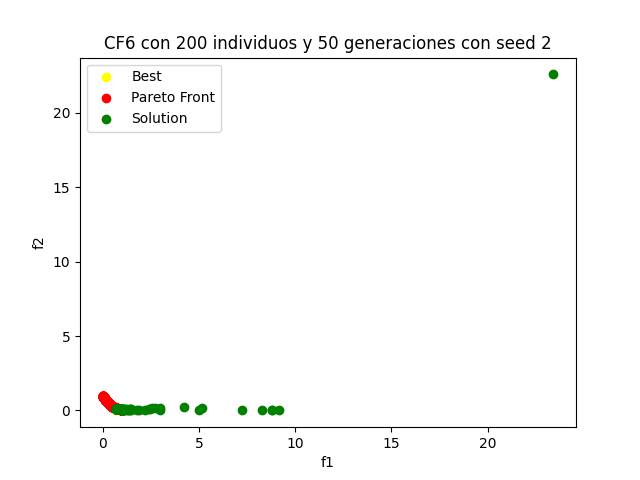 CF6 con 200 individuos y 50 generaciones con seed 2
Best
Pareto Front
Solution
f2
20
15
10
5
0
0 5 10 15 20
f1